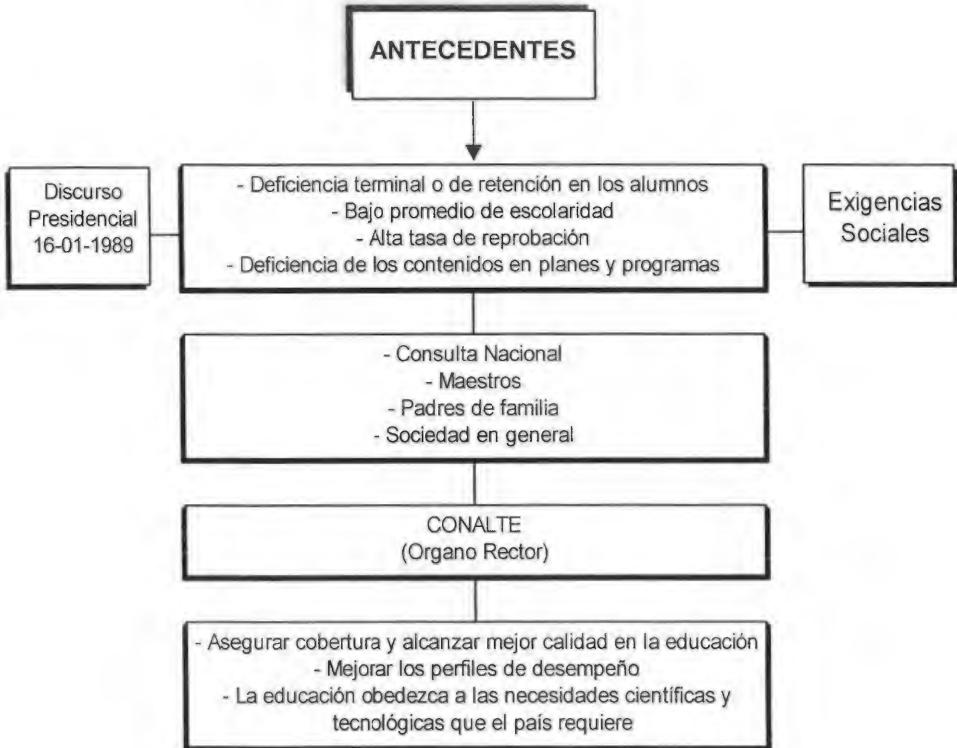 ANTECEDENTES
Discurso
Presidencial
16-01-1989
- Deficiencia terminal o de retención en los alumnos
- Bajo promedio de escolaridad
- Alta tasa de reprobación
- Deficiencia de los contenidos en planes y programas
Exigencias
Sociales
- Consulta Nacional
- Maestros
- Padres de familia
- Sociedad en general
CONALTE
(Organo Rector)
- Asegurar cobertura y alcanzar mejor calidad en la educación
- Mejorar los perfiles de desempeño
- La educación obedezca a las necesidades científicas y
tecnológicas que el país requiere